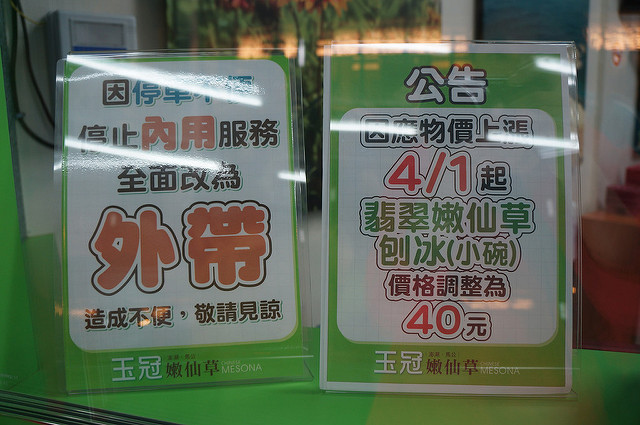 因停車不便
停止內用服務
全面改為
外帶
造成不便，敬請見諒
玉冠 嫩仙草 MESONA
公告
因應物價上漲
4/1起
翡翠嫩仙草
刨冰(小碗)
價格調整為
40元
玉冠 嫩仙草 MESONA